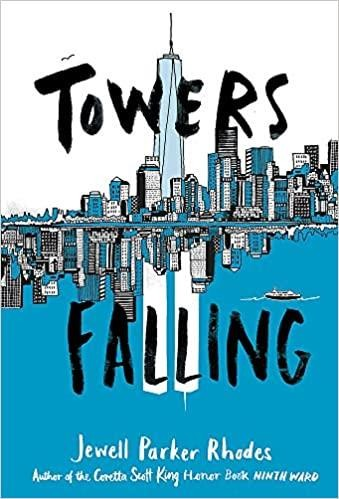 TOWERS
FALLING
Jewell Parker Rhodes
Author of the Coretta Scott King Honor Book NINTH WARD